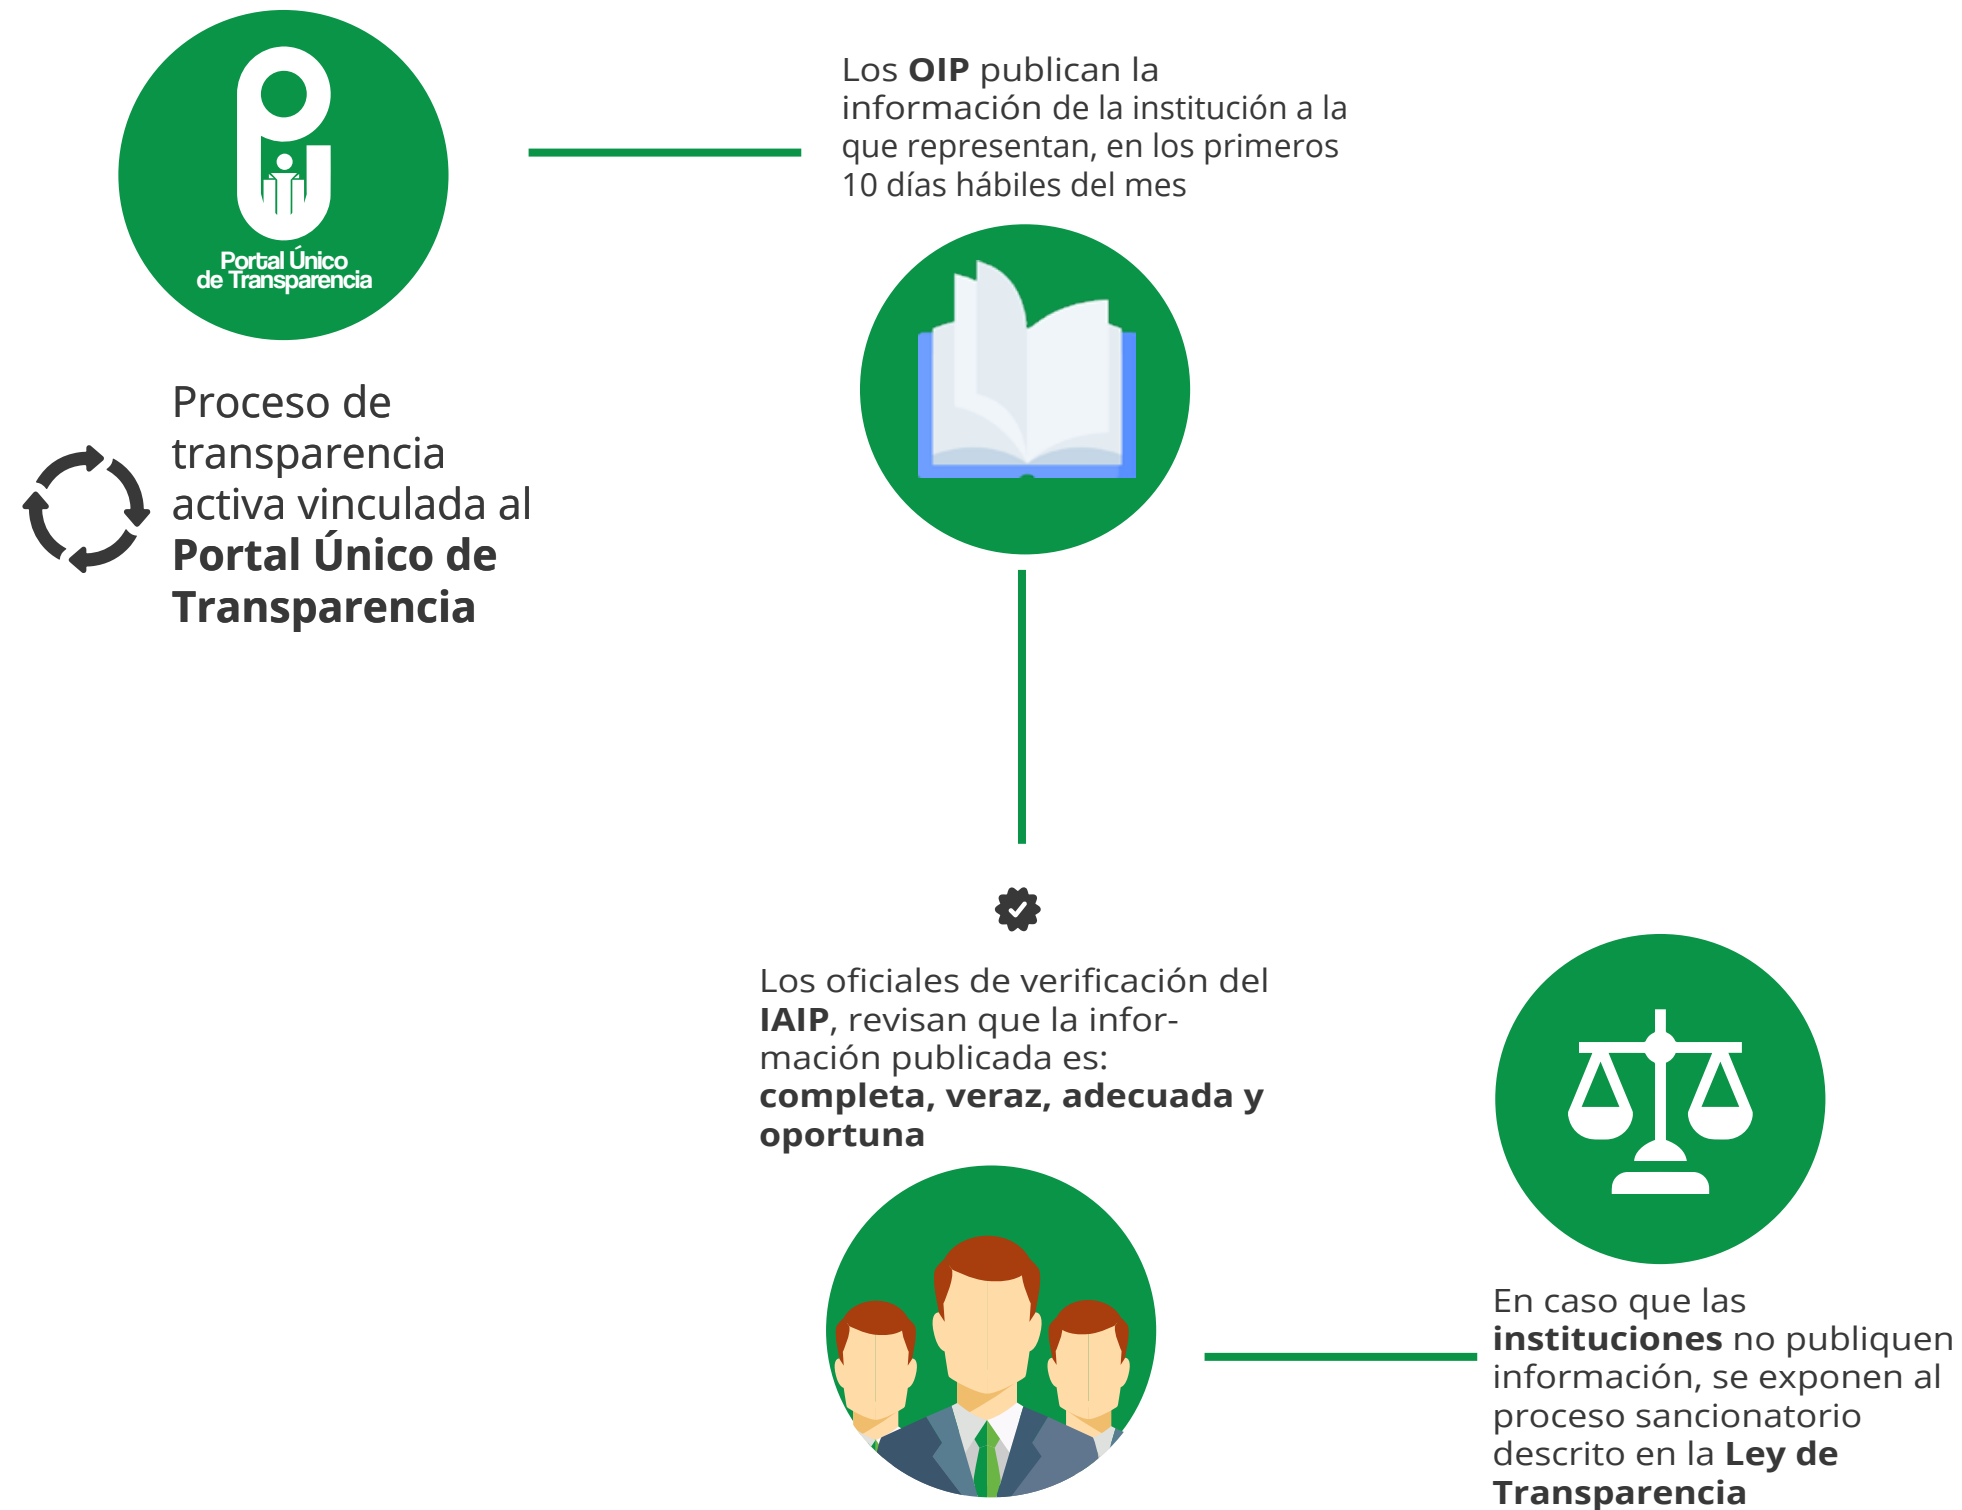 Portal Único
de Transparencia
Proceso de
transparencia
activa vinculada al
Portal Único de
Transparencia
Los OIP publican la
información de la institución a la
que representan, en los primeros
10 días hábiles del mes
Los oficiales de verificación del
IAIP, revisan que la infor-
mación publicada es:
completa, veraz, adecuada y
oportuna
En caso que las
instituciones no publiquen
información, se exponen al
proceso sancionatorio
descrito en la Ley de
Transparencia